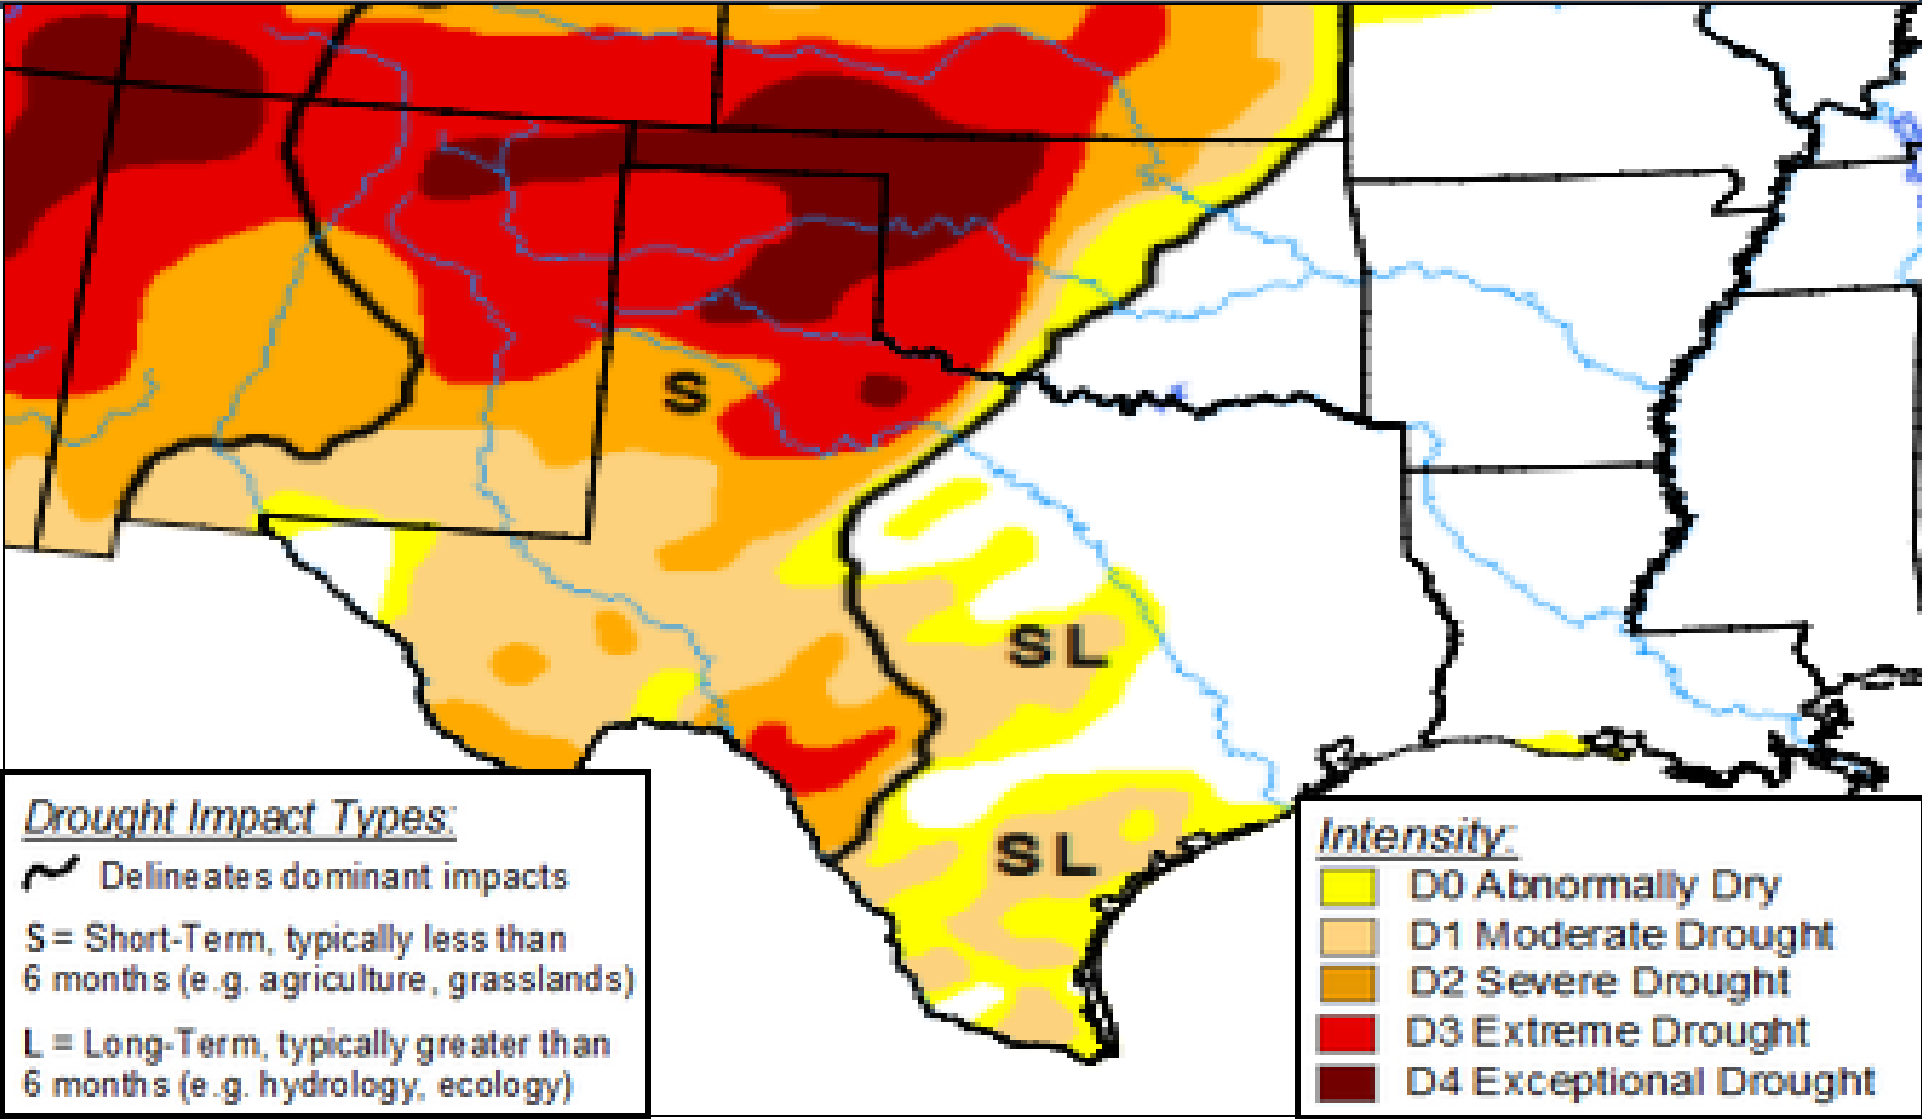 S
S L
S L
Drought Impact Types:
Delineates dominant impacts
S = Short-Term, typically less than
6 months (e.g. agriculture, grasslands)
L = Long-Term, typically greater than
6 months (e.g. hydrology, ecology)
Intensity:
D0 Abnormally Dry
D1 Moderate Drought
D2 Severe Drought
D3 Extreme Drought
D4 Exceptional Drought